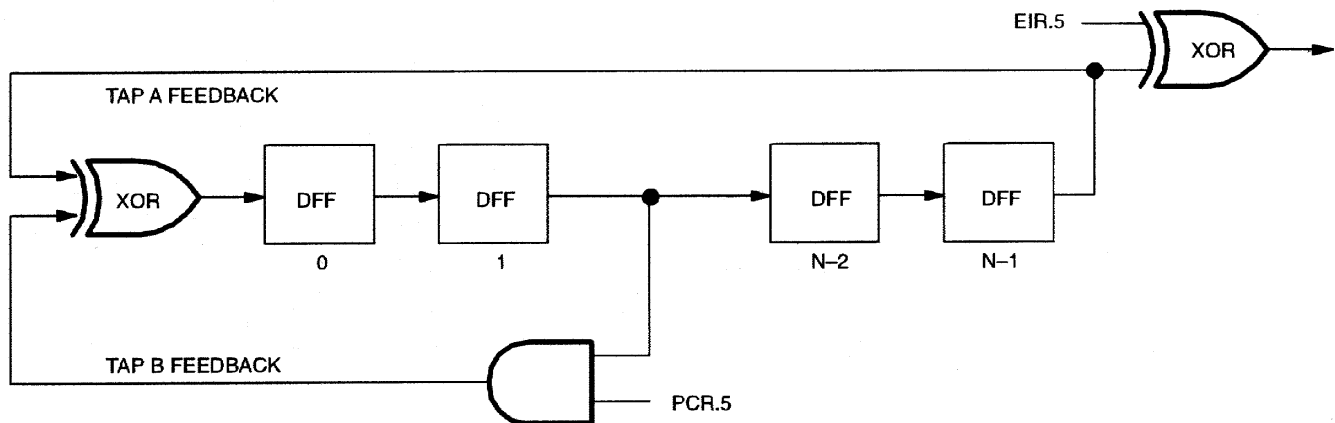 EIR.5
XOR
TAP A FEEDBACK
XOR
DFF
DFF
DFF
DFF
0
1
N–2
N–1
TAP B FEEDBACK
PCR.5